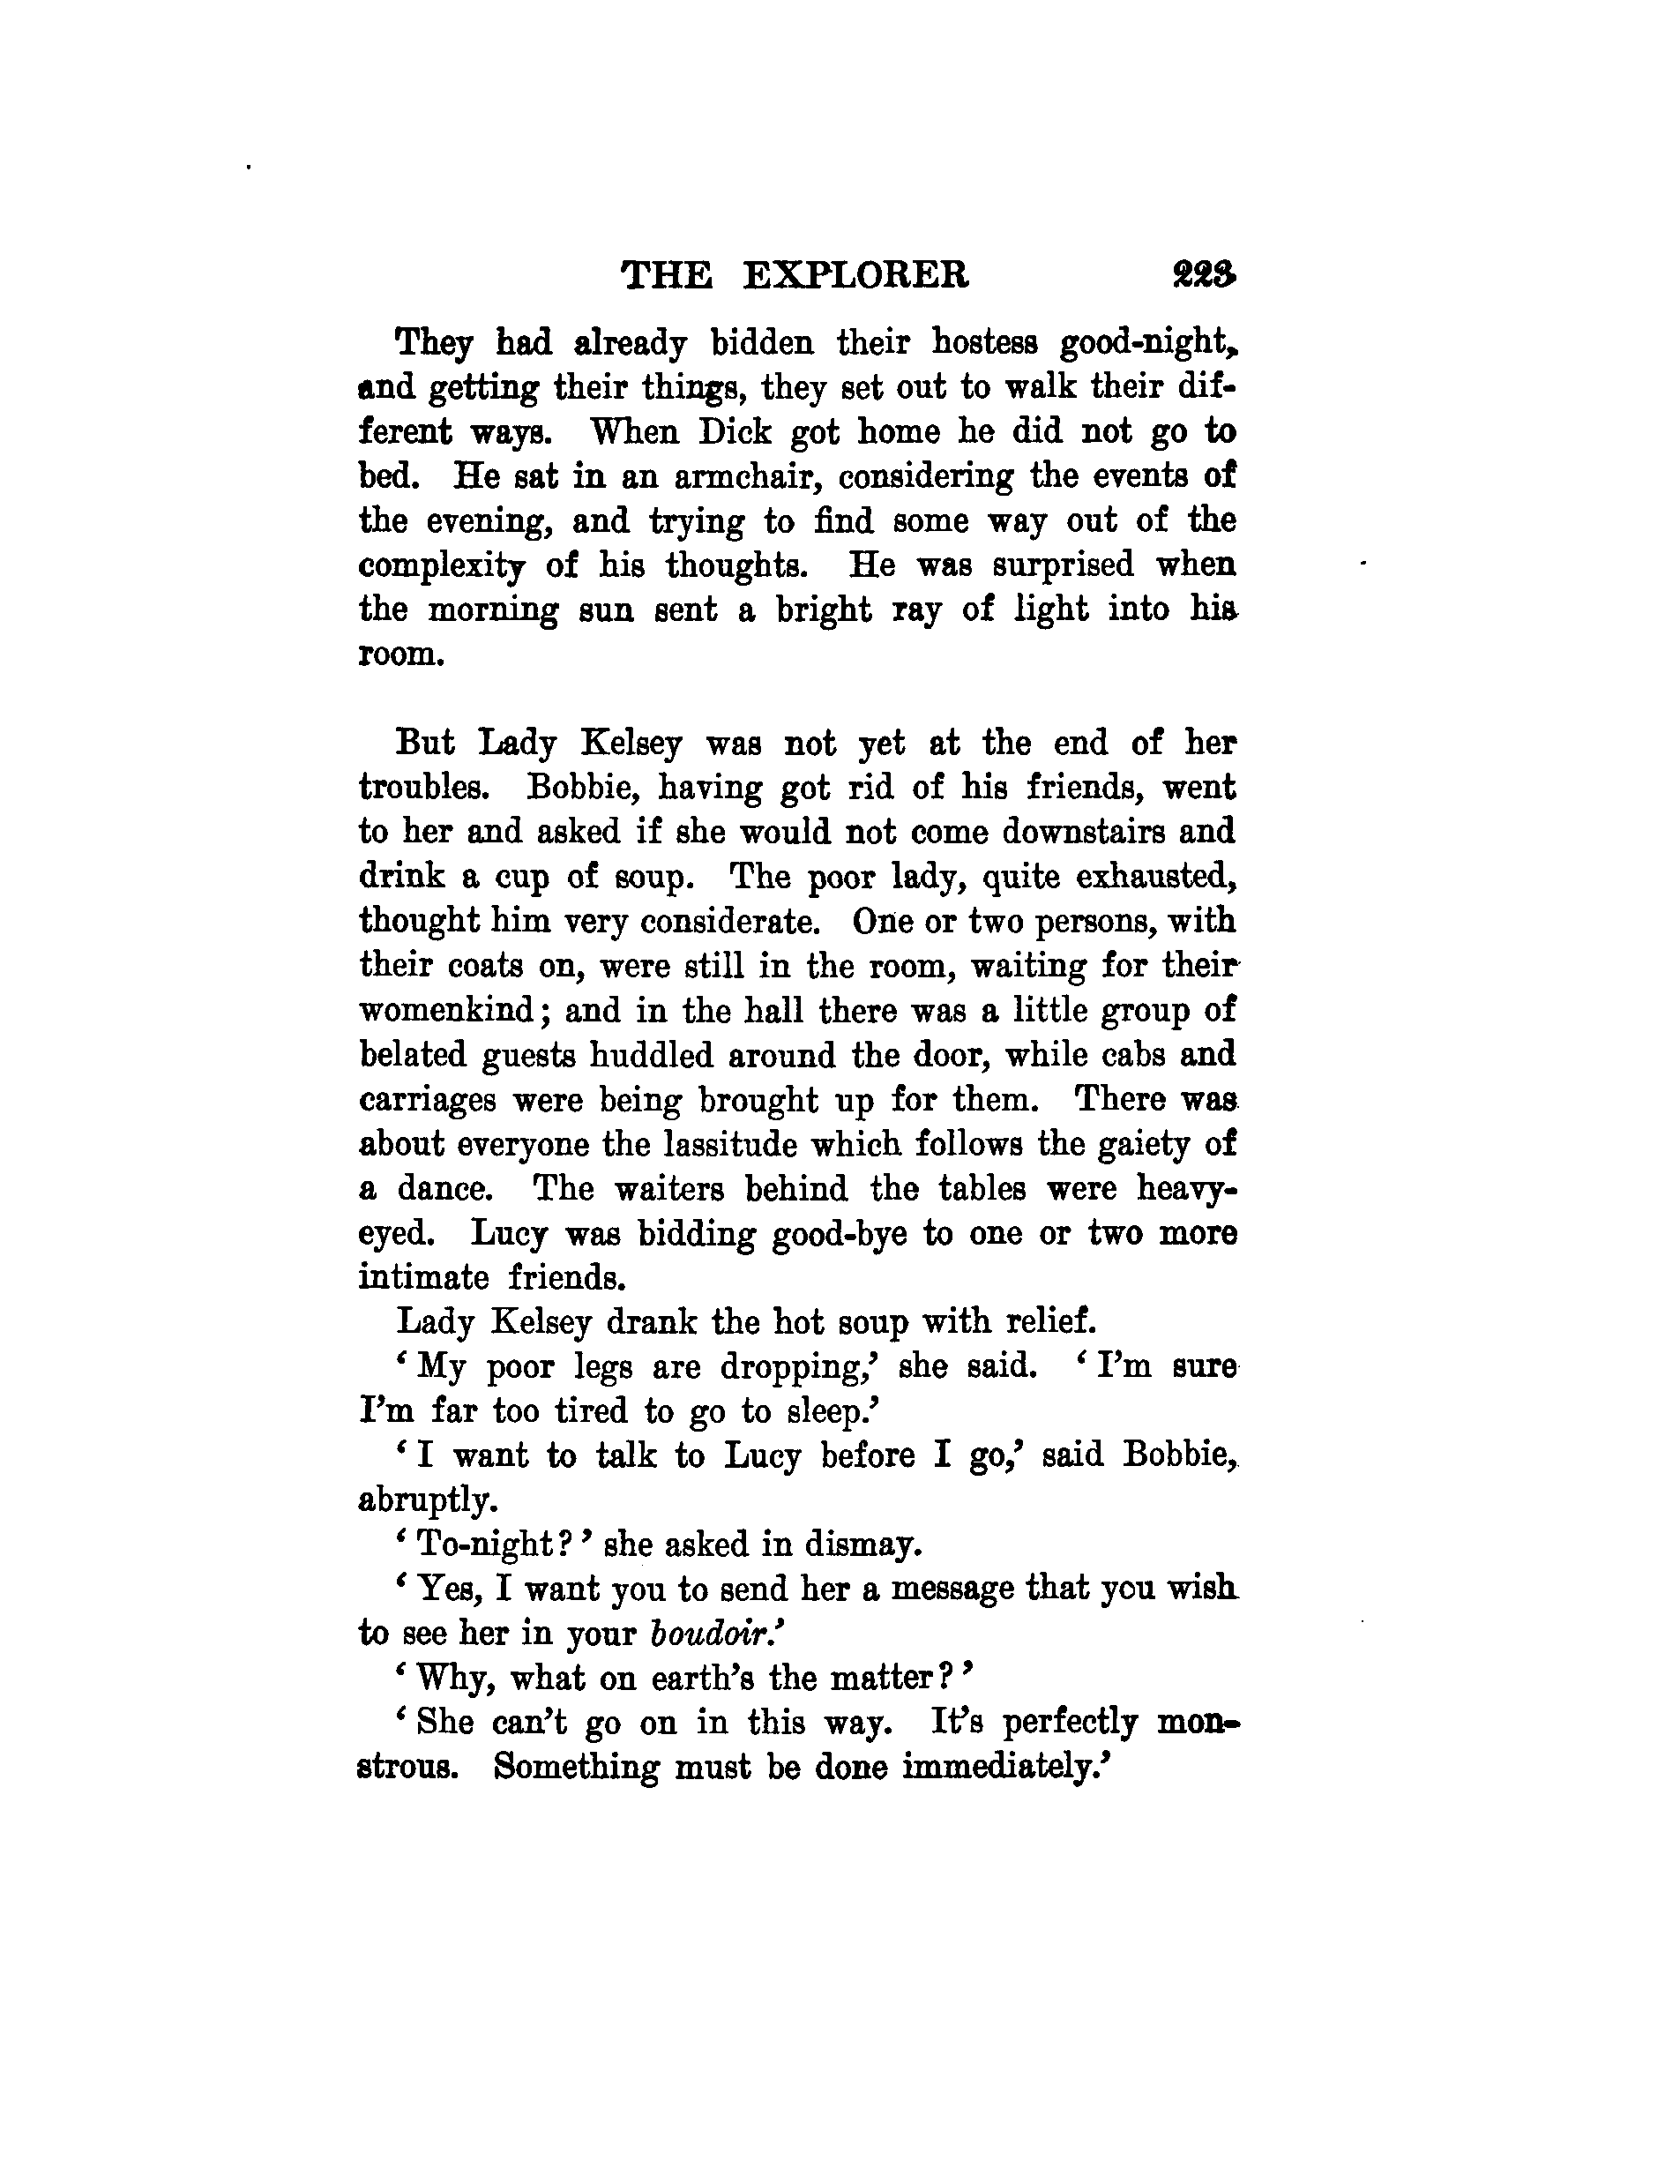 THE EXPLORER 223
They had already bidden their hostess good-night,
and getting their things, they set out to walk their dif-
ferent ways. When Dick got home he did not go to
bed. He sat in an armchair, considering the events of
the evening, and trying to find some way out of the
complexity of his thoughts. He was surprised when
the morning sun sent a bright ray of light into his
room.
But Lady Kelsey was not yet at the end of her
troubles. Bobbie, having got rid of his friends, went
to her and asked if she would not come downstairs and
drink a cup of soup. The poor lady, quite exhausted,
thought him very considerate. One or two persons, with
their coats on, were still in the room, waiting for their
womenkind; and in the hall there was a little group of
belated guests huddled around the door, while cabs and
carriages were being brought up for them. There was
about everyone the lassitude which follows the gaiety of
a dance. The waiters behind the tables were heavy-
eyed. Lucy was bidding good-bye to one or two more
intimate friends.
Lady Kelsey drank the hot soup with relief.
‘My poor legs are dropping,’ she said. ‘I’m sure
I’m far too tired to go to sleep.’
‘I want to talk to Lucy before I go,’ said Bobbie,
abruptly.
‘To-night?’ she asked in dismay.
‘Yes, I want you to send her a message that you wish
to see her in your boudoir.’
‘Why, what on earth’s the matter?’
‘She can’t go on in this way. It’s perfectly mon-
strous. Something must be done immediately.’